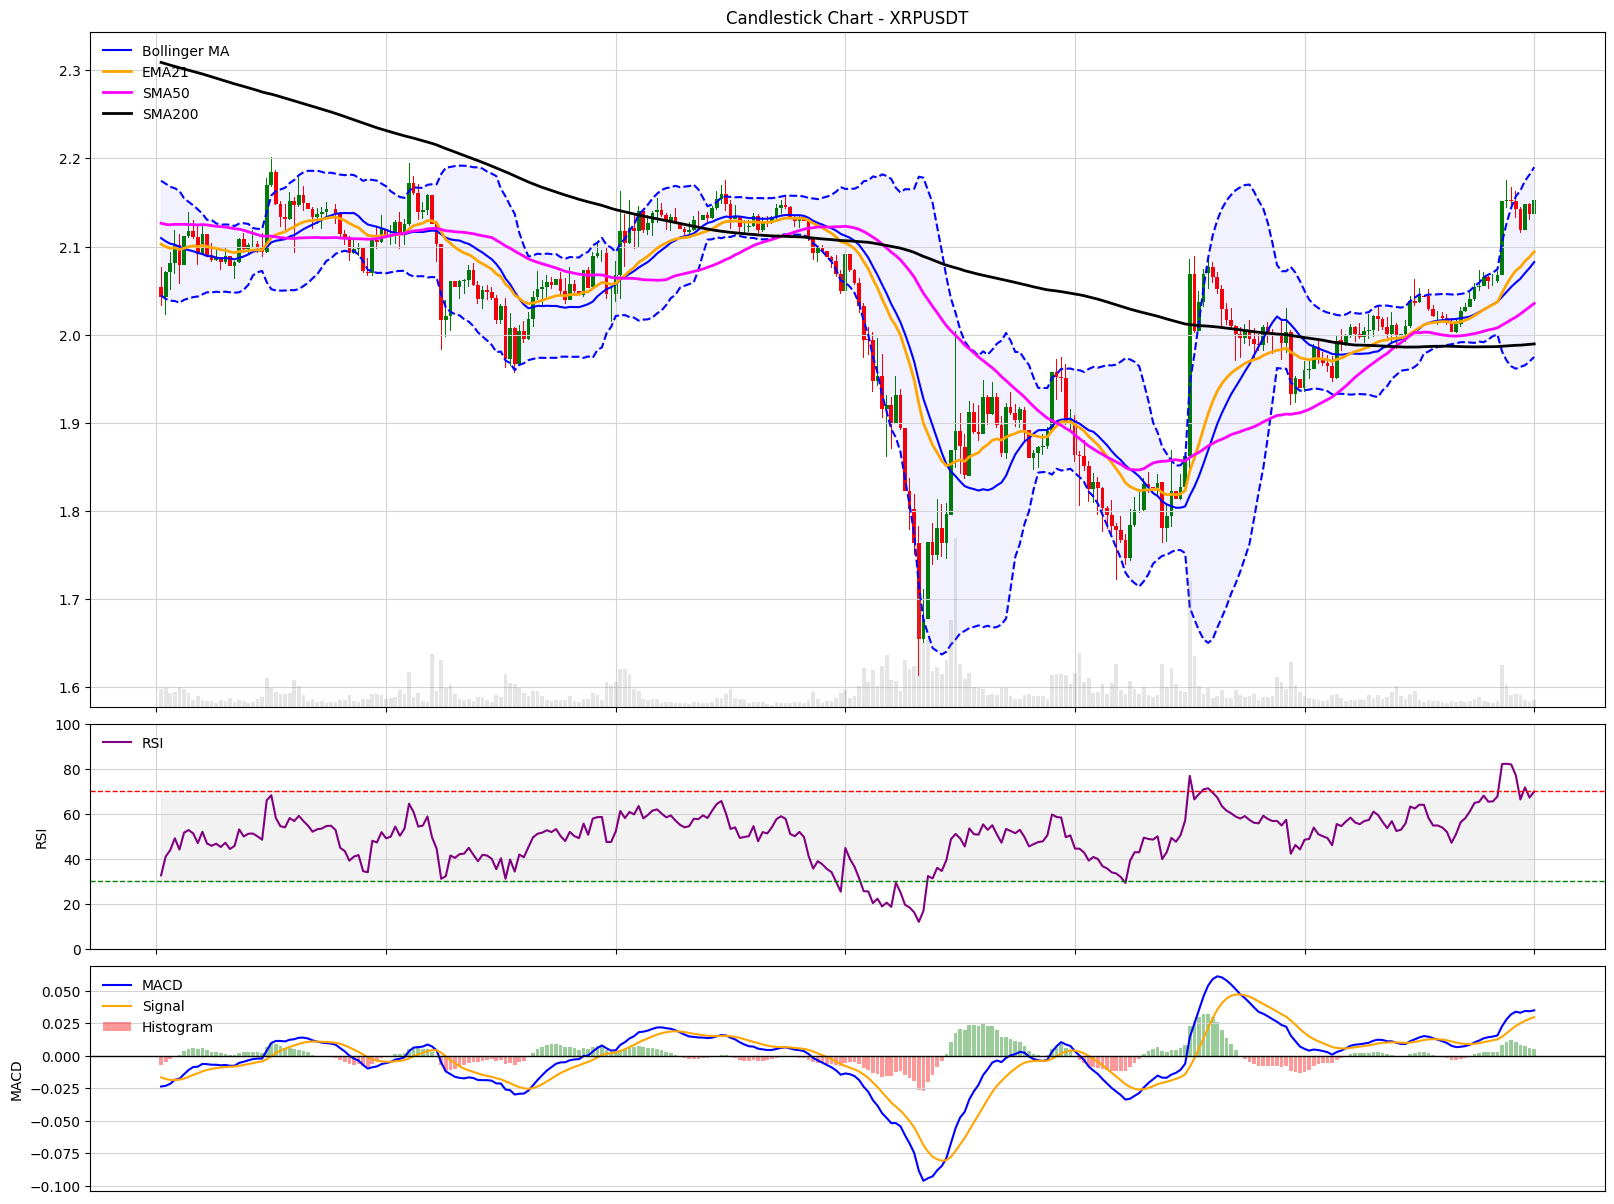 Candlestick Chart - XRPUSDT
Bollinger MA
EMA21
SMA50
SMA200
2.3
2.2
2.1
2.0
1.9
1.8
1.7
1.6
RSI
100
80
60
40
20
0
RSI
MACD
Signal
Histogram
0.050
0.025
0.000
−0.025
−0.050
−0.075
−0.100
MACD